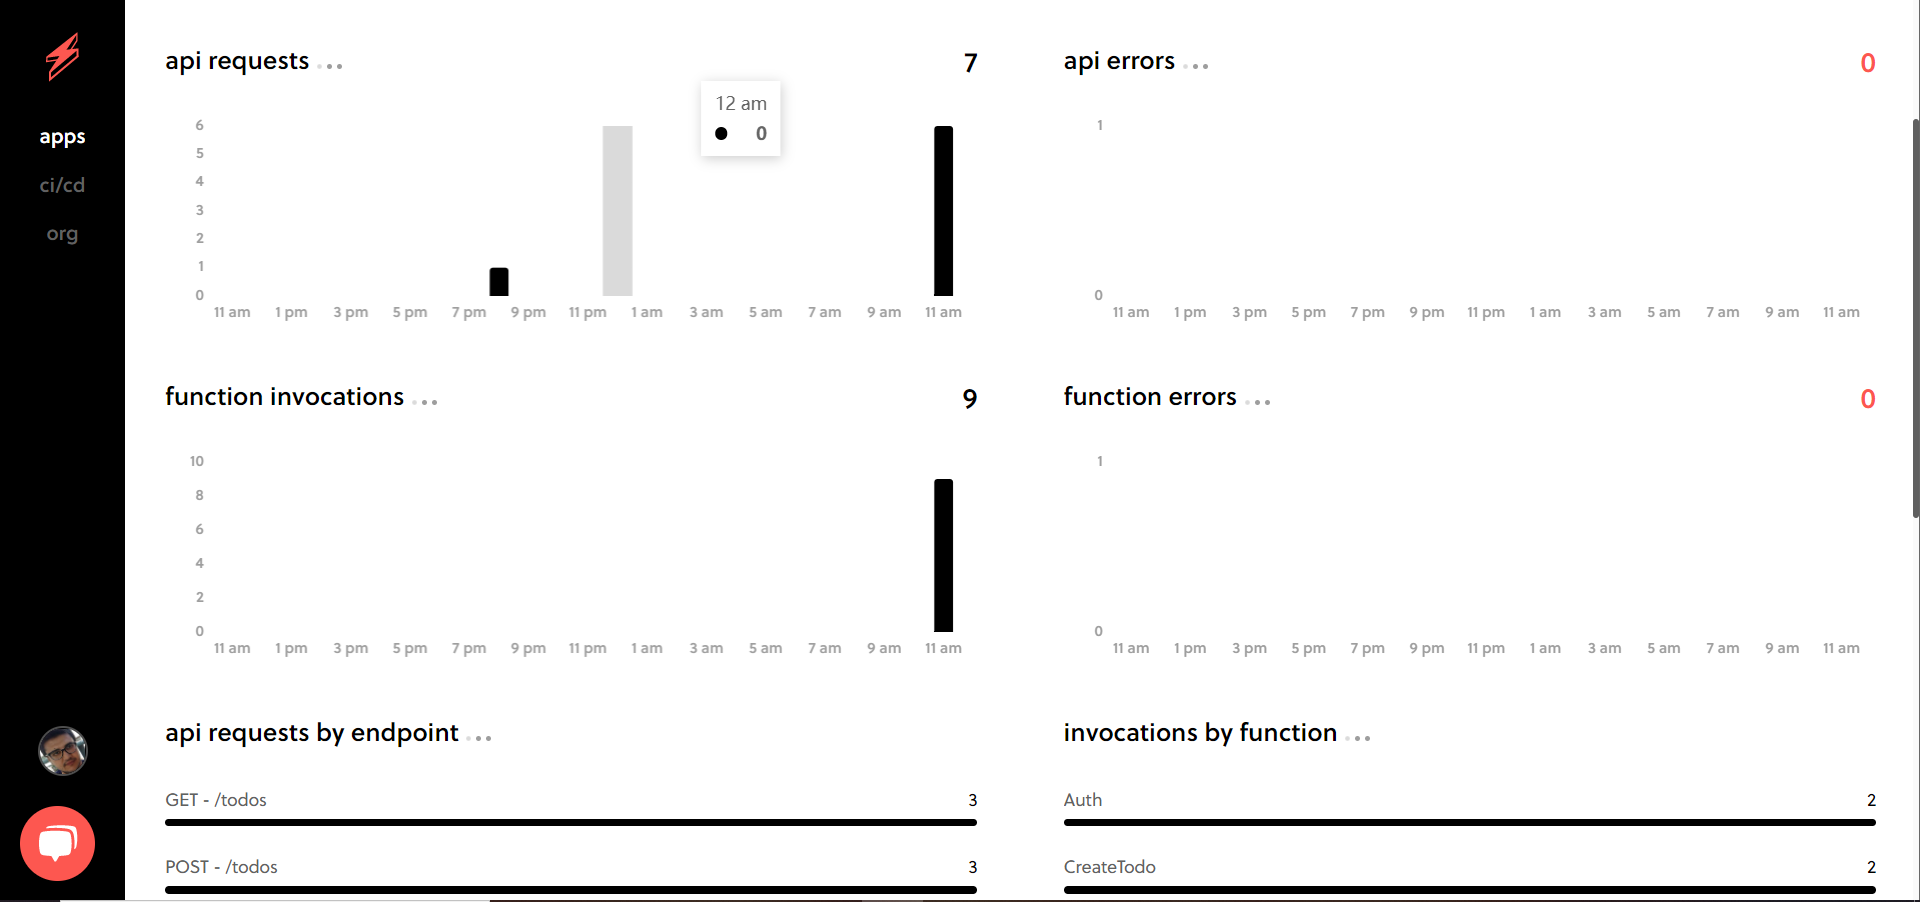 apps
ci/cd
org
api requests ... 7
12 am
0
6
5
4
3
2
1
0
11 am 1 pm 3 pm 5 pm 7 pm 9 pm 11 pm 1 am 3 am 5 am 7 am 9 am 11 am
api errors ... 0
1
0
11 am 1 pm 3 pm 5 pm 7 pm 9 pm 11 pm 1 am 3 am 5 am 7 am 9 am 11 am
function invocations ... 9
10
8
6
4
2
0
11 am 1 pm 3 pm 5 pm 7 pm 9 pm 11 pm 1 am 3 am 5 am 7 am 9 am 11 am
function errors ... 0
1
0
11 am 1 pm 3 pm 5 pm 7 pm 9 pm 11 pm 1 am 3 am 5 am 7 am 9 am 11 am
api requests by endpoint ...
GET - /todos 3
POST - /todos 3
invocations by function ...
Auth 2
CreateTodo 2